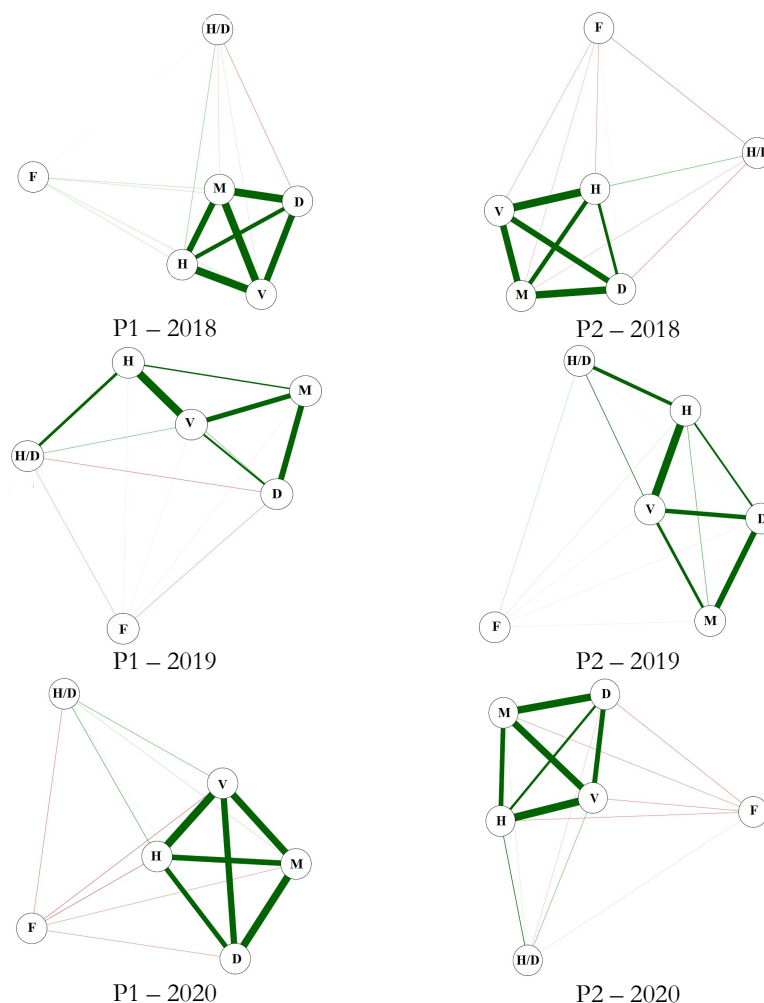 H/D
F
M
D
H
V
P1 – 2018
F
H/D
H
V
D
M
P2 – 2018
H
M
V
H/D
D
F
P1 – 2019
H/D
H
V
D
F
M
P2 – 2019
H/D
V
H
M
F
D
P1 – 2020
D
M
V
F
H
H/D
P2 – 2020